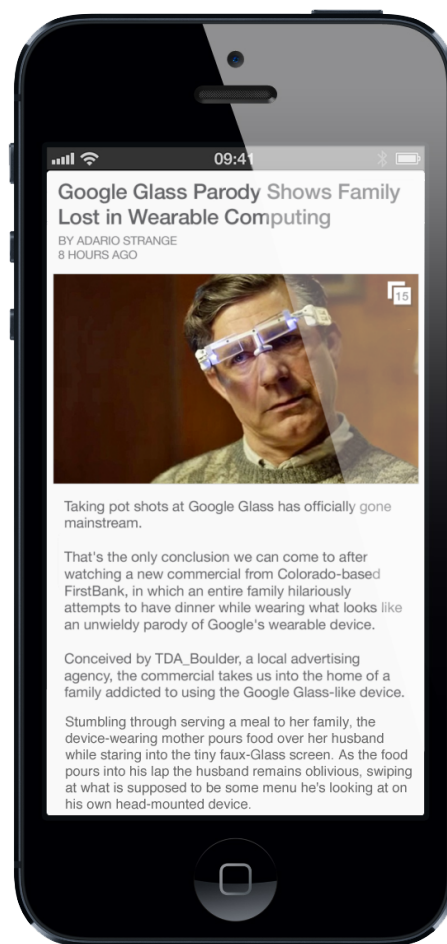 09:41
Google Glass Parody Shows Family
Lost in Wearable Computing
BY ADARIO STRANGE
8 HOURS AGO
15
Taking pot shots at Google Glass has officially gone
mainstream.
That's the only conclusion we can come to after
watching a new commercial from Colorado-based
FirstBank, in which an entire family hilariously
attempts to have dinner while wearing what looks like
an unwieldy parody of Google's wearable device.
Conceived by TDA_Boulder, a local advertising
agency, the commercial takes us into the home of a
family addicted to using the Google Glass-like device.
Stumbling through serving a meal to her family, the
device-wearing mother pours food over her husband
while staring into the tiny faux-Glass screen. As the food
pours into his lap the husband remains oblivious, swiping
at what is supposed to be some menu he's looking at on
his own head-mounted device.